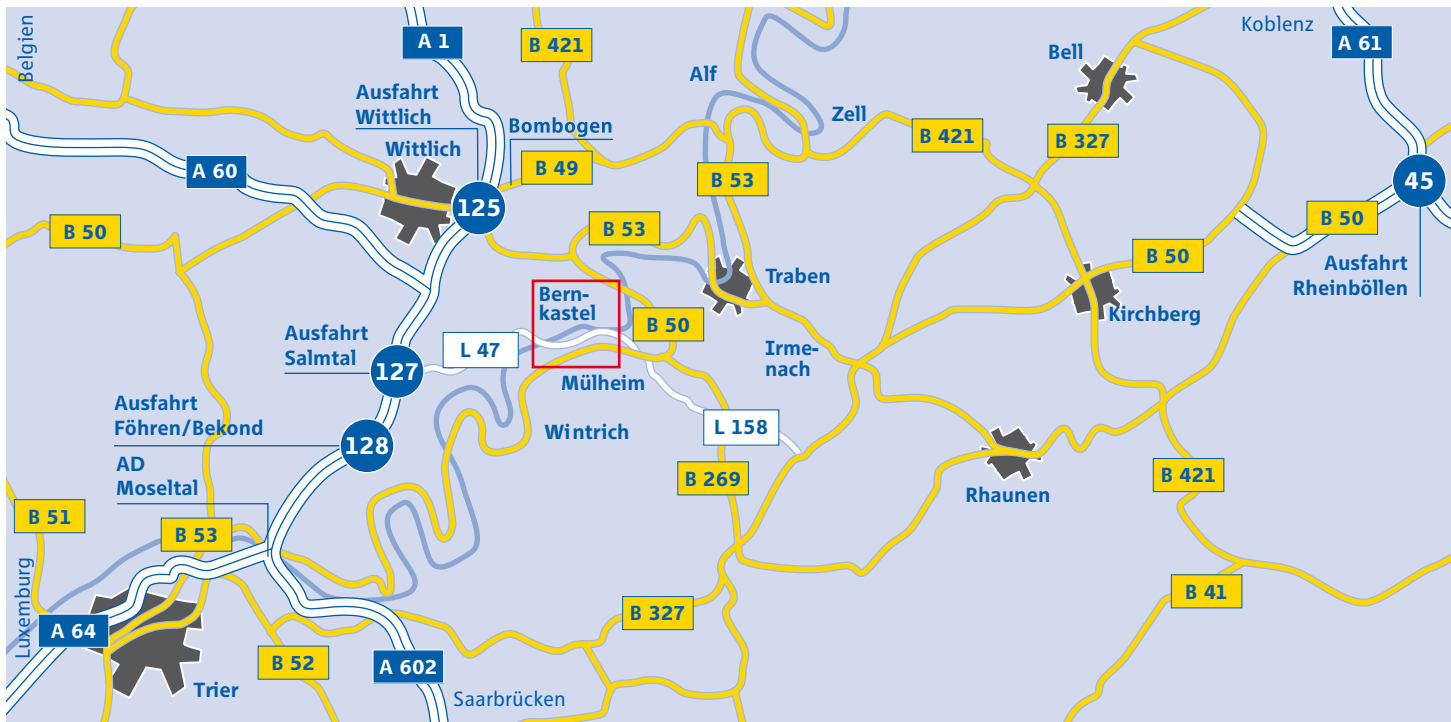 Belgien
A 1
B 421
Koblenz
A 61
Bell
Alf
Ausfahrt
Wittlich
Zell
Bombogen
B 421
B 327
Wittlich
B 49
A 60
B 53
45
125
B 50
B 53
B 50
B 50
Traben
Ausfahrt
Rheinböllen
Bern-
kastel
Kirchberg
B 50
Ausfahrt
Salmtal
L 47
127
Irme-
nach
Mülheim
Ausfahrt
Föhren/Bekond
128
Wintrich
L 158
AD
Moseltal
B 269
B 421
Rhaunen
B 51
B 53
Luxemburg
B 41
B 327
A 64
B 52
A 602
Trier
Saarbrücken